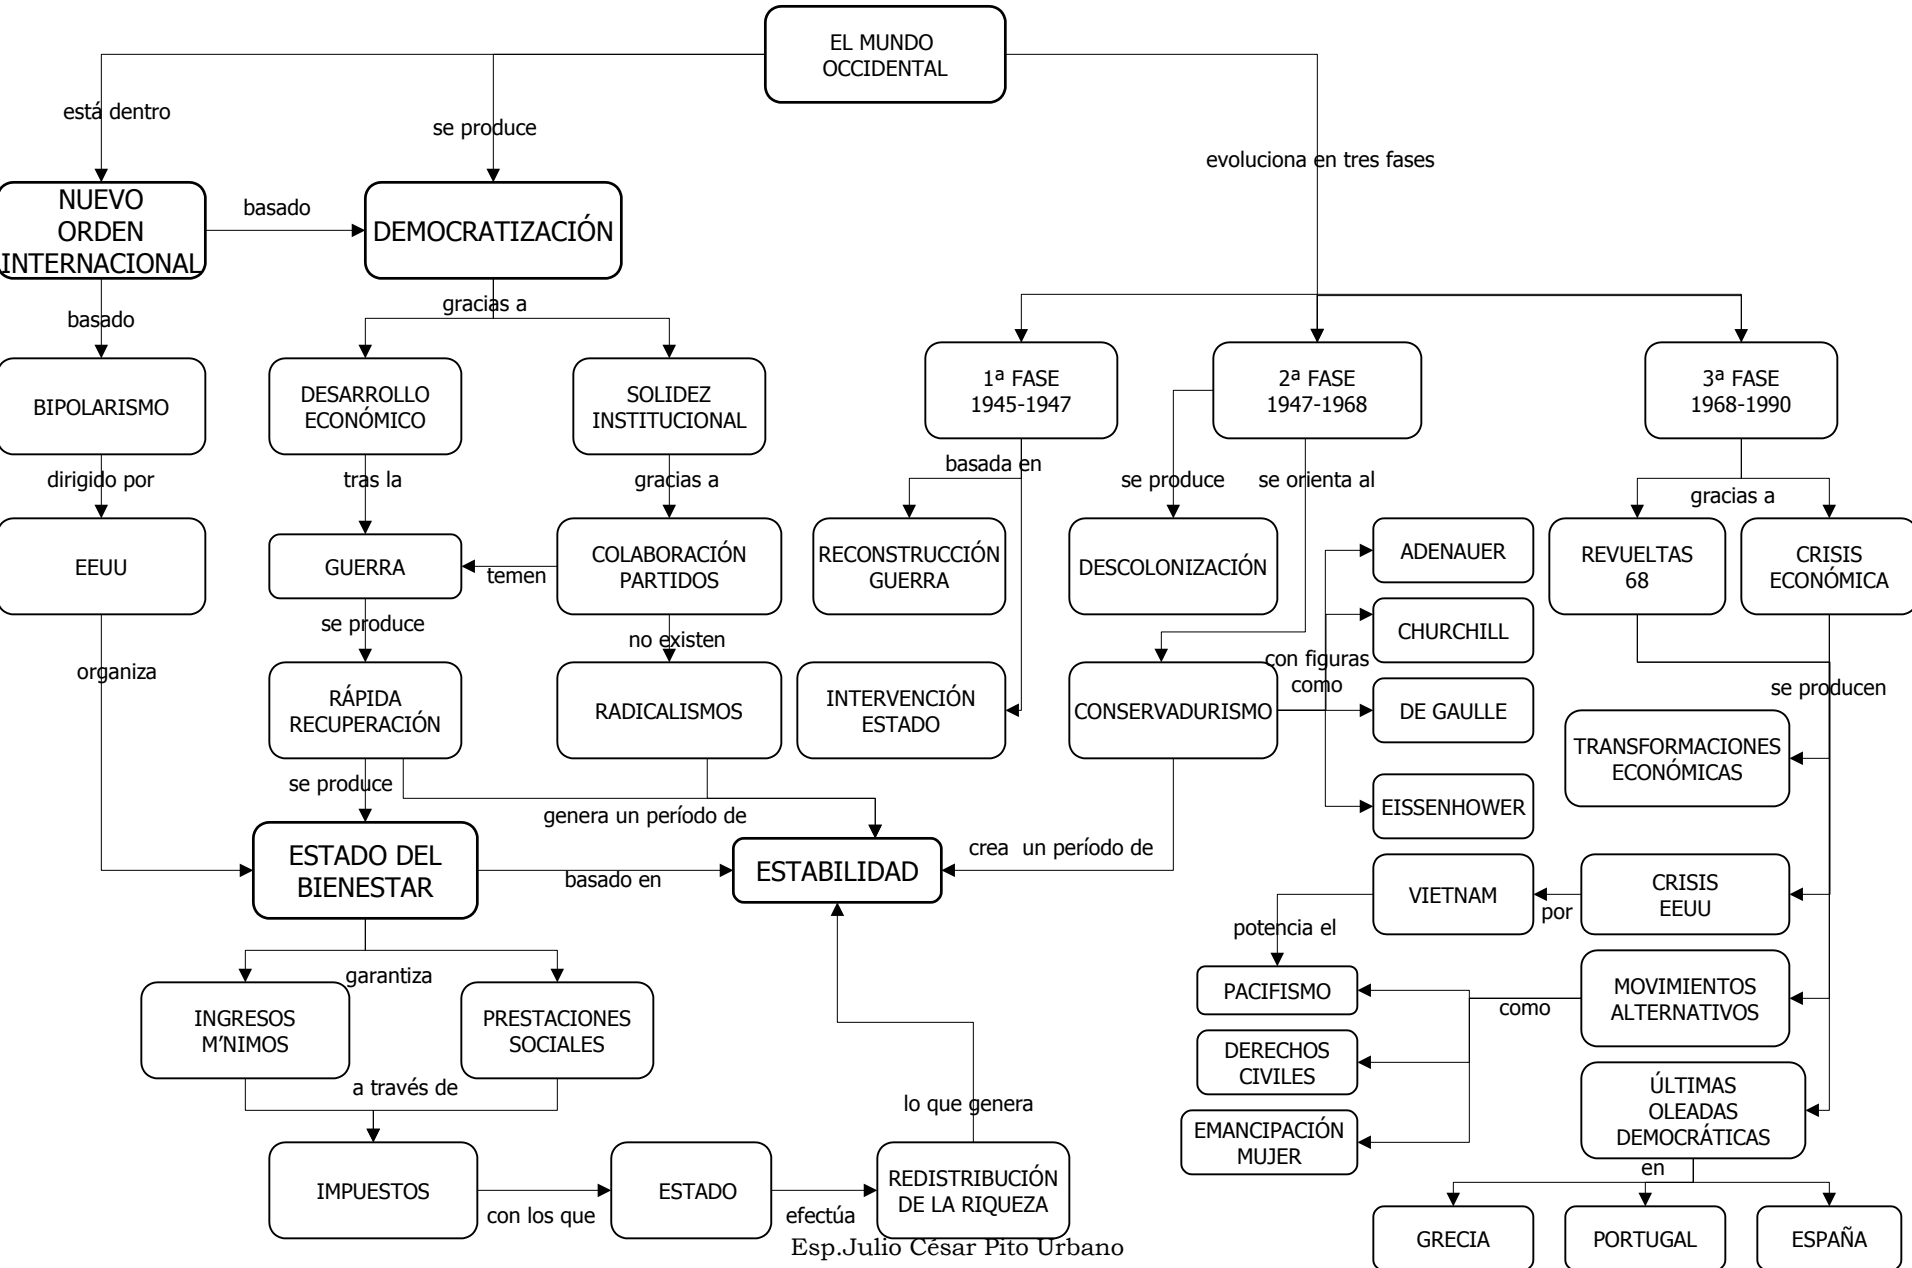 EL MUNDO
OCCIDENTAL
está dentro
se produce
evoluciona en tres fases
NUEVO
ORDEN
INTERNACIONAL
basado
DEMOCRATIZACIÓN
gracias a
basado
BIPOLARISMO
DESARROLLO
ECONÓMICO
SOLIDEZ
INSTITUCIONAL
1ª FASE
1945-1947
2ª FASE
1947-1968
3ª FASE
1968-1990
dirigido por
tras la
gracias a
basada en
se produce
se orienta al
gracias a
EEUU
GUERRA
temen
COLABORACIÓN
PARTIDOS
RECONSTRUCCIÓN
GUERRA
DESCOLONIZACIÓN
ADENAUER
REVUELTAS
68
CRISIS
ECONÓMICA
se produce
no existen
CHURCHILL
organiza
RÁPIDA
RECUPERACIÓN
RADICALISMOS
INTERVENCIÓN
ESTADO
CONSERVADURISMO
con figuras
como
DE GAULLE
se producen
TRANSFORMACIONES
ECONÓMICAS
se produce
genera un período de
EISSENHOWER
ESTADO DEL
BIENESTAR
basado en
ESTABILIDAD
crea un período de
VIETNAM
por
CRISIS
EEUU
potencia el
garantiza
INGRESOS
M'NIMOS
PRESTACIONES
SOCIALES
PACIFISMO
como
MOVIMIENTOS
ALTERNATIVOS
DERECHOS
CIVILES
a través de
lo que genera
EMANCIPACIÓN
MUJER
ÚLTIMAS
OLEADAS
DEMOCRÁTICAS
en
IMPUESTOS
con los que
ESTADO
efectúa
REDISTRIBUCIÓN
DE LA RIQUEZA
GRECIA
PORTUGAL
ESPAÑA
Esp.Julio César Pito Urbano